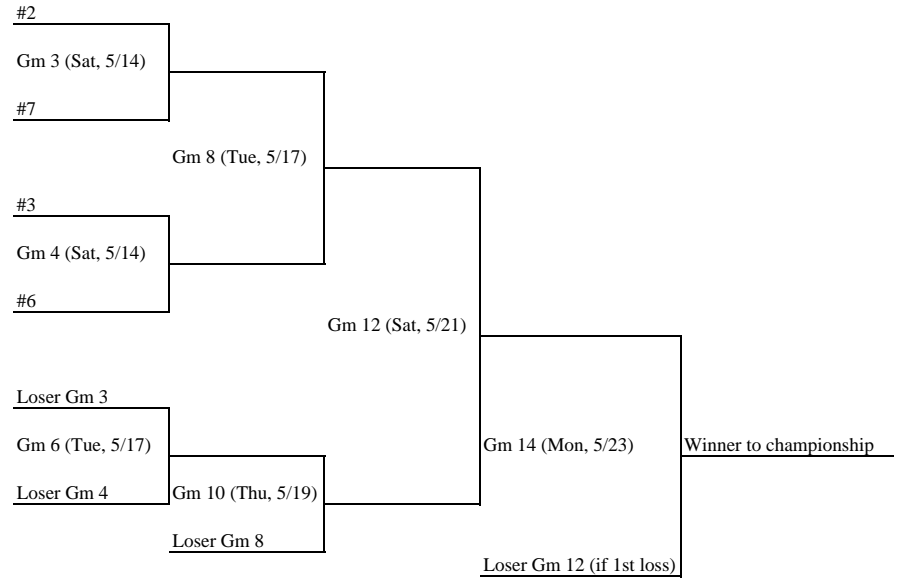 #2
Gm 3 (Sat, 5/14)
#7
Gm 8 (Tue, 5/17)
#3
Gm 4 (Sat, 5/14)
#6
Gm 12 (Sat, 5/21)
Loser Gm 3
Gm 6 (Tue, 5/17)
Gm 14 (Mon, 5/23)
Winner to championship
Loser Gm 4
Gm 10 (Thu, 5/19)
Loser Gm 8
Loser Gm 12 (if 1st loss)